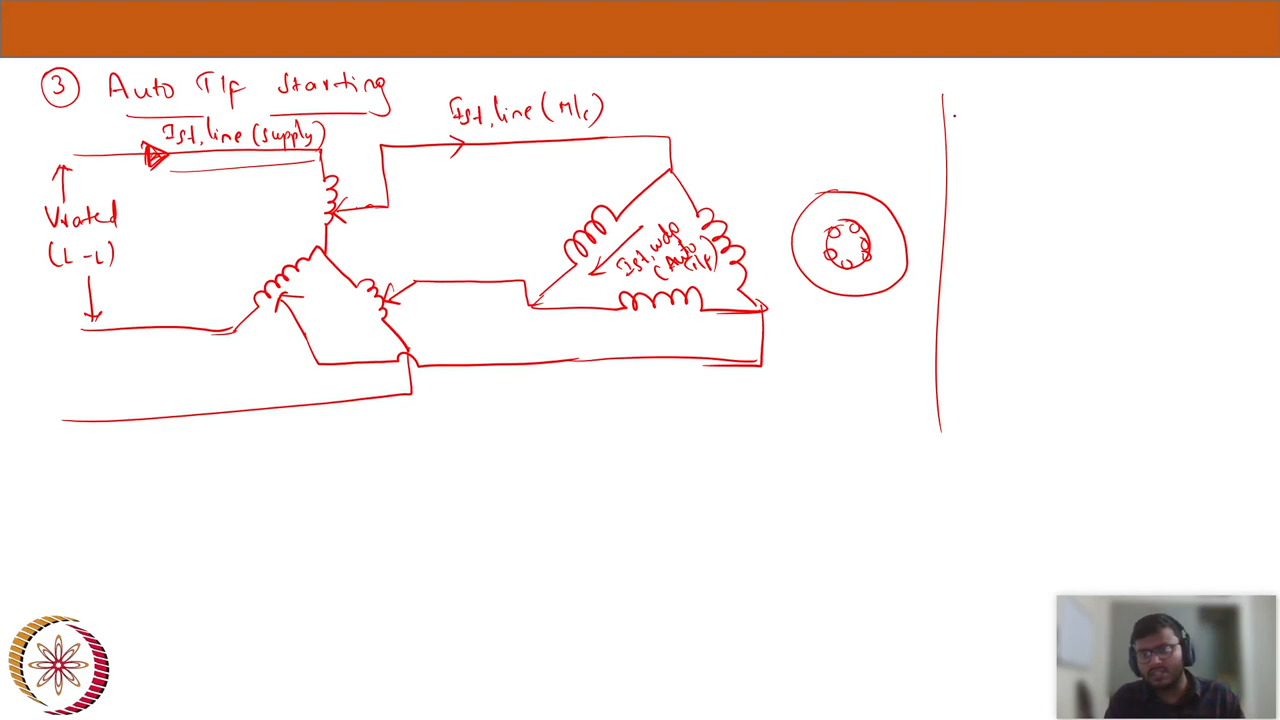 ③ Auto T/f Starting
Ist,line (supply)
Ist,line (M/c)
Vrated
(L-L)
Ist,wdg
(Auto
T/f)